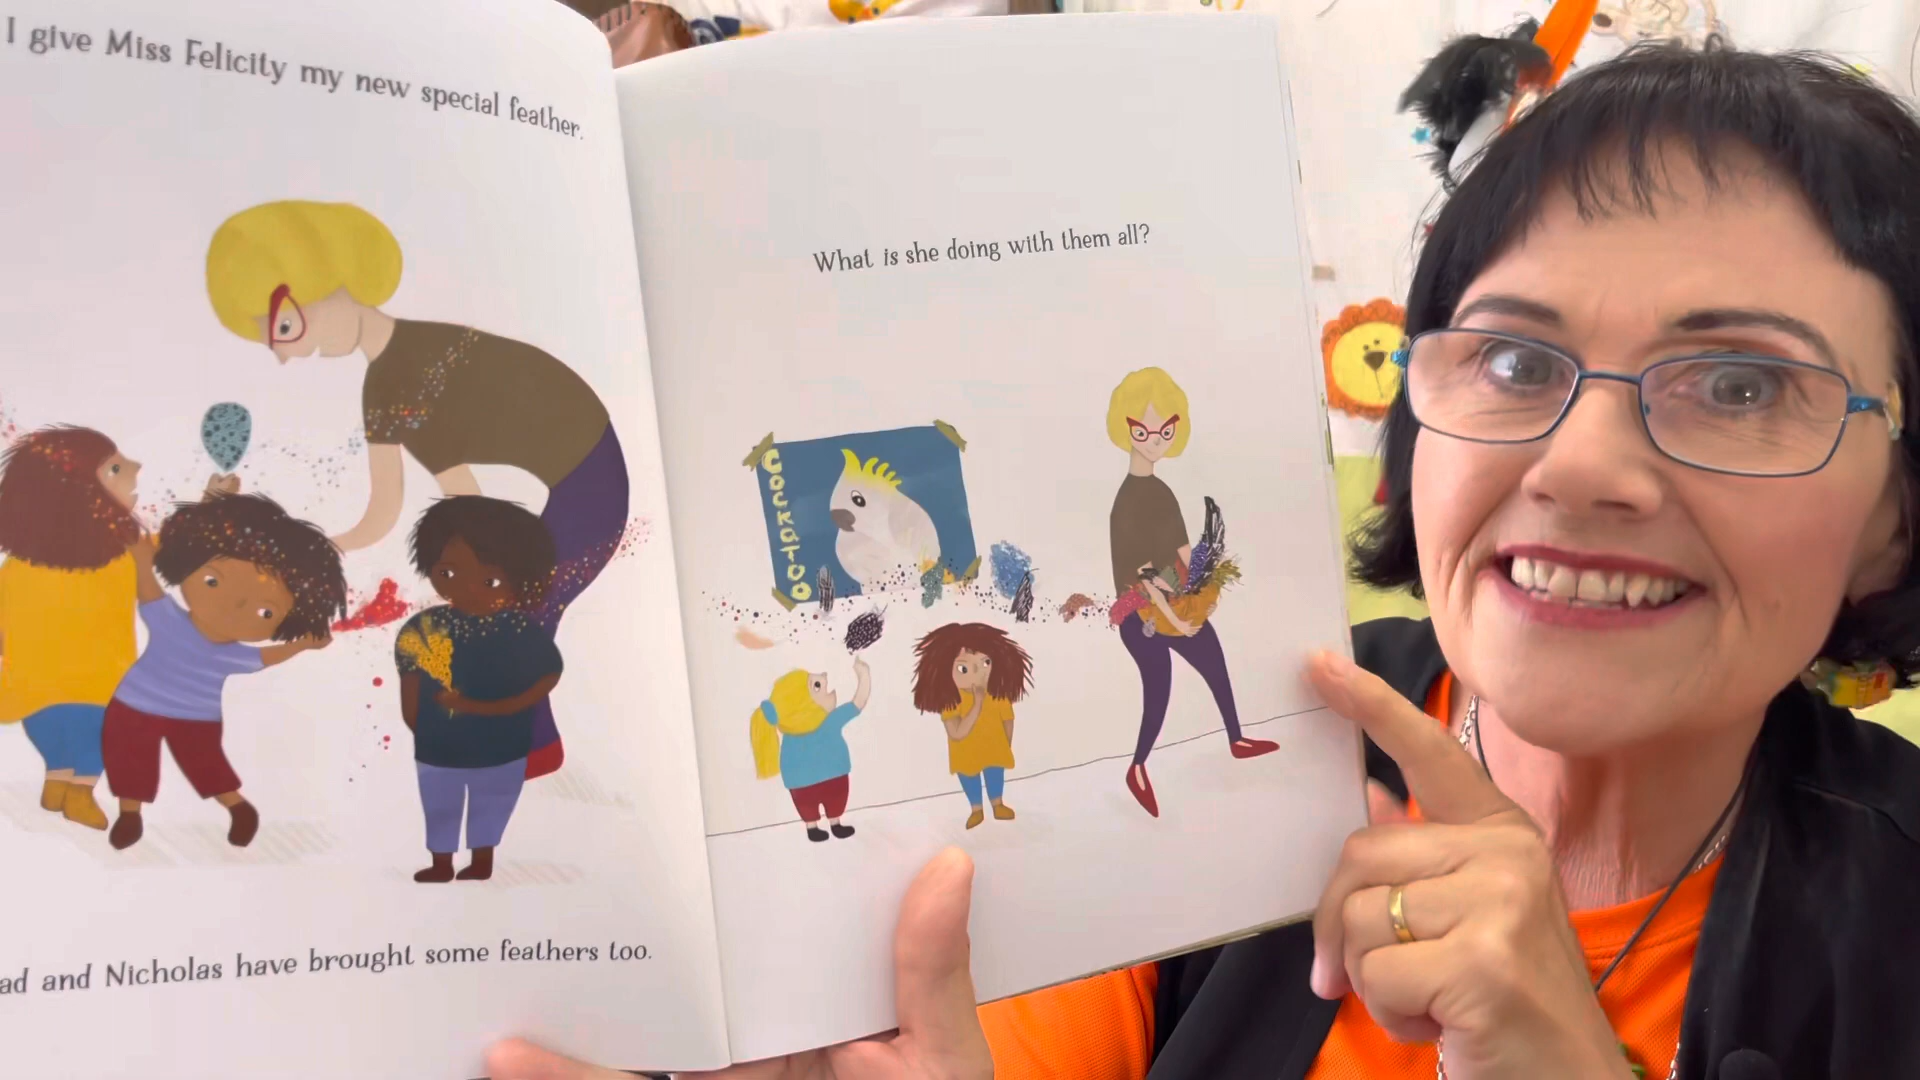 I give Miss Felicity my new special feather.
ad and Nicholas have brought some feathers too.
What is she doing with them all?
Cockatoo